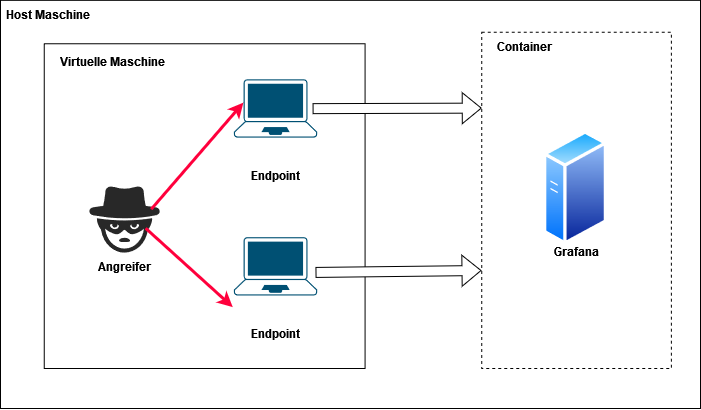 Host Maschine
Virtuelle Maschine
Container
Endpoint
Angreifer
Grafana
Endpoint